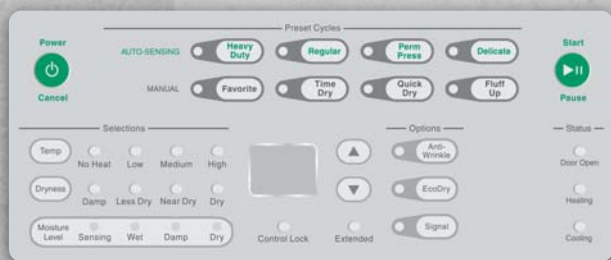 Preset Cycles
Power
Cancel
AUTO-SENSING Heavy Duty Regular Perm Press Delicate
MANUAL Favorite Time Dry Quick Dry Fluff Up
Start
Pause
Selections
Temp No Heat Low Medium High
Dryness Damp Less Dry Near Dry Dry
Moisture Level Sensing Wet Damp Dry
Control Lock Extended
Options
Anti-Wrinkle
EcoDry
Signal
Status
Door Open
Heating
Cooling